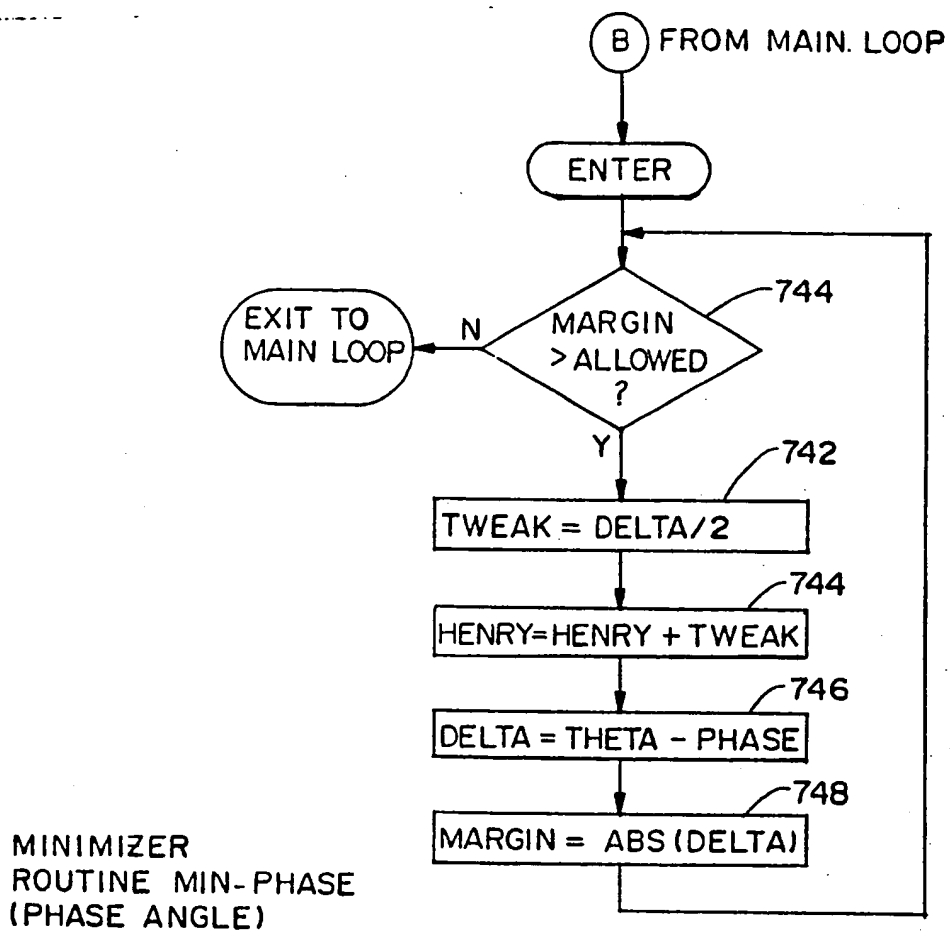 B FROM MAIN. LOOP
ENTER
744
EXIT TO
MAIN LOOP
N
MARGIN
> ALLOWED
?
Y
742
TWEAK = DELTA/2
744
HENRY=HENRY + TWEAK
746
DELTA = THETA - PHASE
748
MARGIN = ABS (DELTA)
MINIMIZER
ROUTINE MIN-PHASE
(PHASE ANGLE)